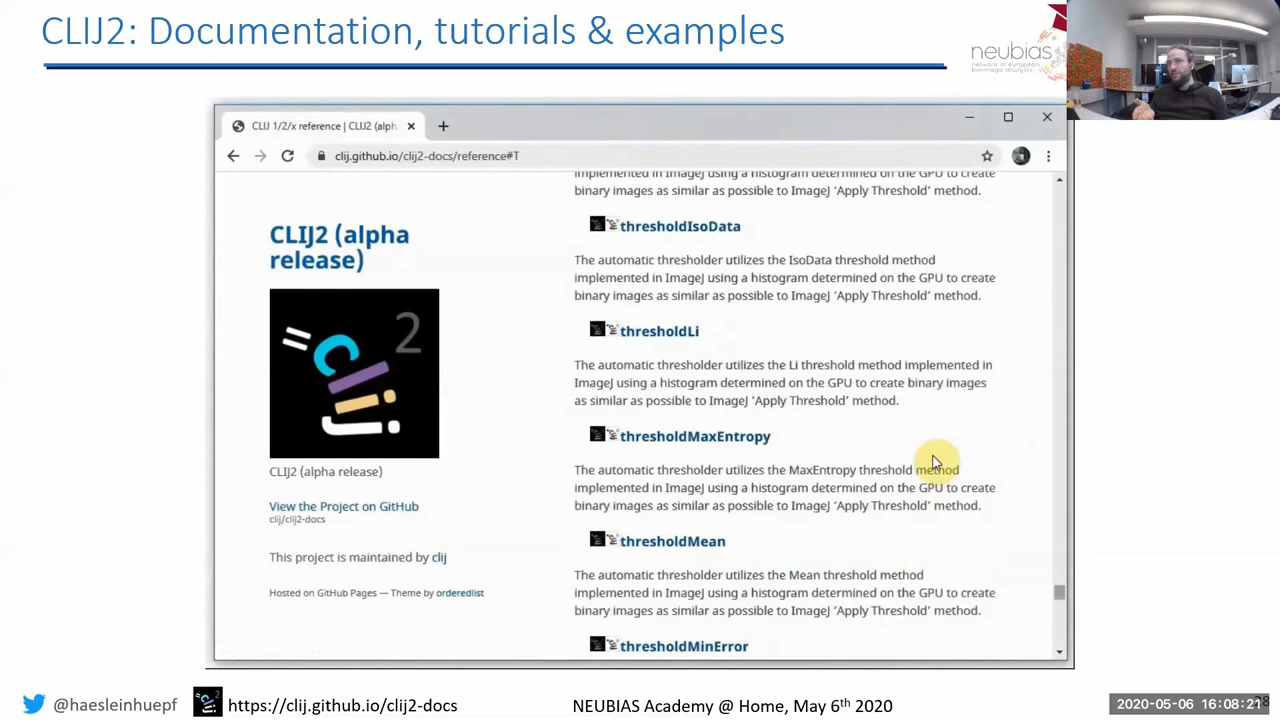 CLIJ2: Documentation, tutorials & examples
neubias
network of european
bioimage analysts
CLIJ 1/2/x reference | CLIJ2 (alph
clij.github.io/clij2-docs/reference#T
implemented in ImageJ using a histogram determined on the GPU to create
binary images as similar as possible to ImageJ 'Apply Threshold' method.
thresholdIsoData
The automatic thresholder utilizes the IsoData threshold method
implemented in ImageJ using a histogram determined on the GPU to create
binary images as similar as possible to ImageJ 'Apply Threshold' method.
thresholdLi
The automatic thresholder utilizes the Li threshold method implemented in
ImageJ using a histogram determined on the GPU to create binary images
as similar as possible to ImageJ 'Apply Threshold' method.
thresholdMaxEntropy
The automatic thresholder utilizes the MaxEntropy threshold method
implemented in ImageJ using a histogram determined on the GPU to create
binary images as similar as possible to ImageJ 'Apply Threshold' method.
thresholdMean
The automatic thresholder utilizes the Mean threshold method
implemented in ImageJ using a histogram determined on the GPU to create
binary images as similar as possible to ImageJ 'Apply Threshold' method.
thresholdMinError
CLIJ2 (alpha
release)
2
clij
CLIJ2 (alpha release)
View the Project on GitHub
clij/clij2-docs
This project is maintained by clij
Hosted on GitHub Pages — Theme by orderedlist
@haesleinhuepf
https://clij.github.io/clij2-docs
NEUBIAS Academy @ Home, May 6th 2020
2020-05-06 16:08:21